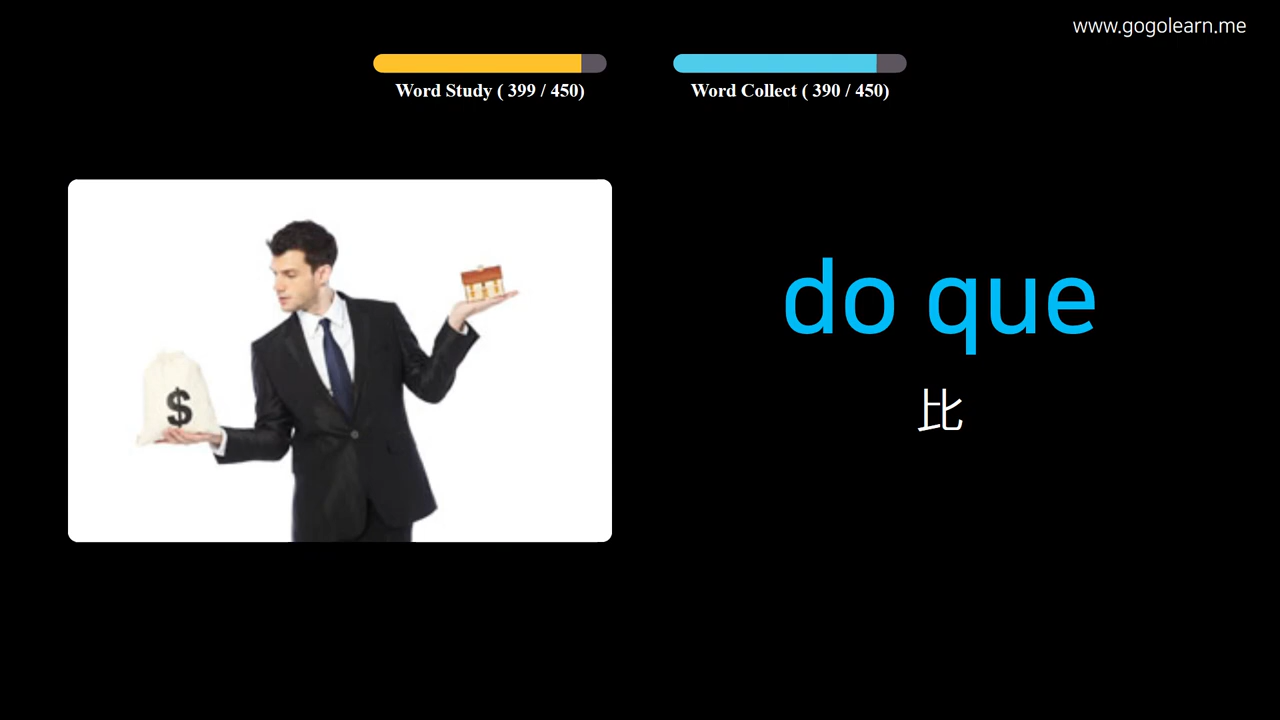 www.gogolearn.me
Word Study ( 399 / 450)
Word Collect ( 390 / 450)
$
do que
比